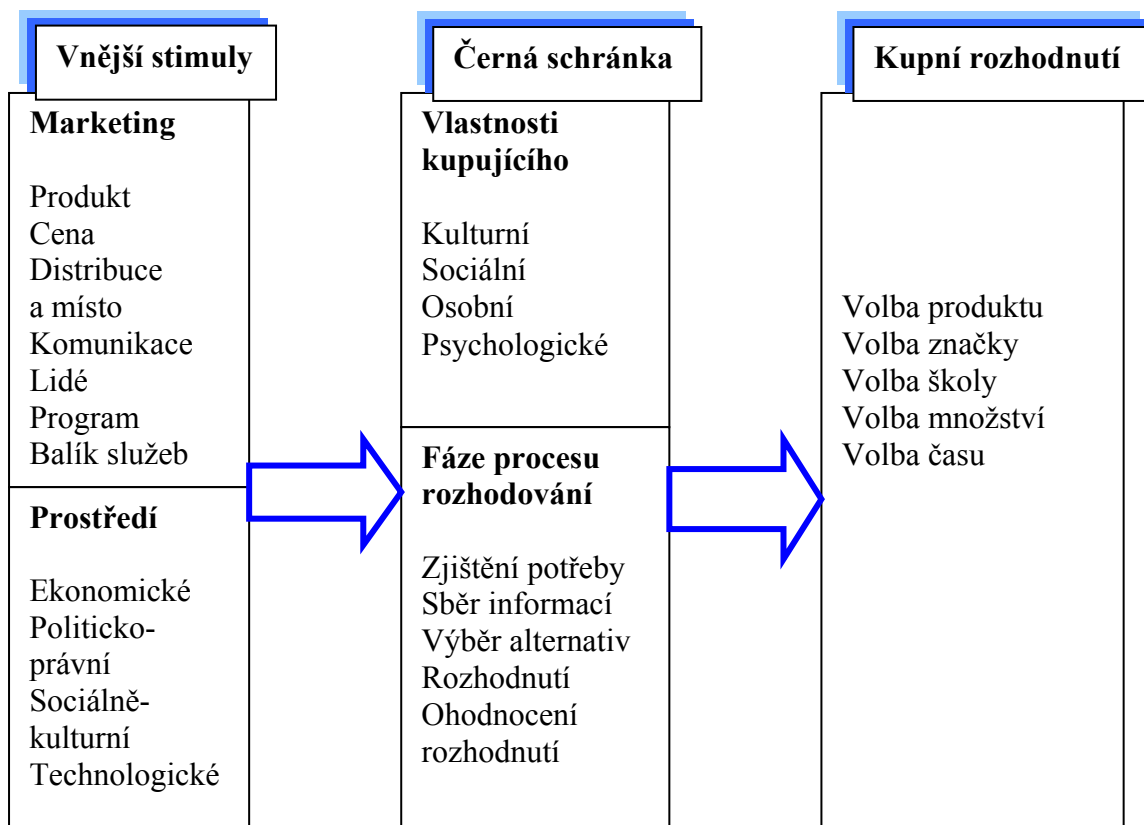 Vnější stimuly
Marketing
Produkt
Cena
Distribuce
a místo
Komunikace
Lidé
Program
Balík služeb
Prostředí
Ekonomické
Politicko-
právní
Sociálně-
kulturní
Technologické
Černá schránka
Vlastnosti
kupujícího
Kulturní
Sociální
Osobní
Psychologické
Fáze procesu
rozhodování
Zjištění potřeby
Sběr informací
Výběr alternativ
Rozhodnutí
Ohodnocení
rozhodnutí
Kupní rozhodnutí
Volba produktu
Volba značky
Volba školy
Volba množství
Volba času